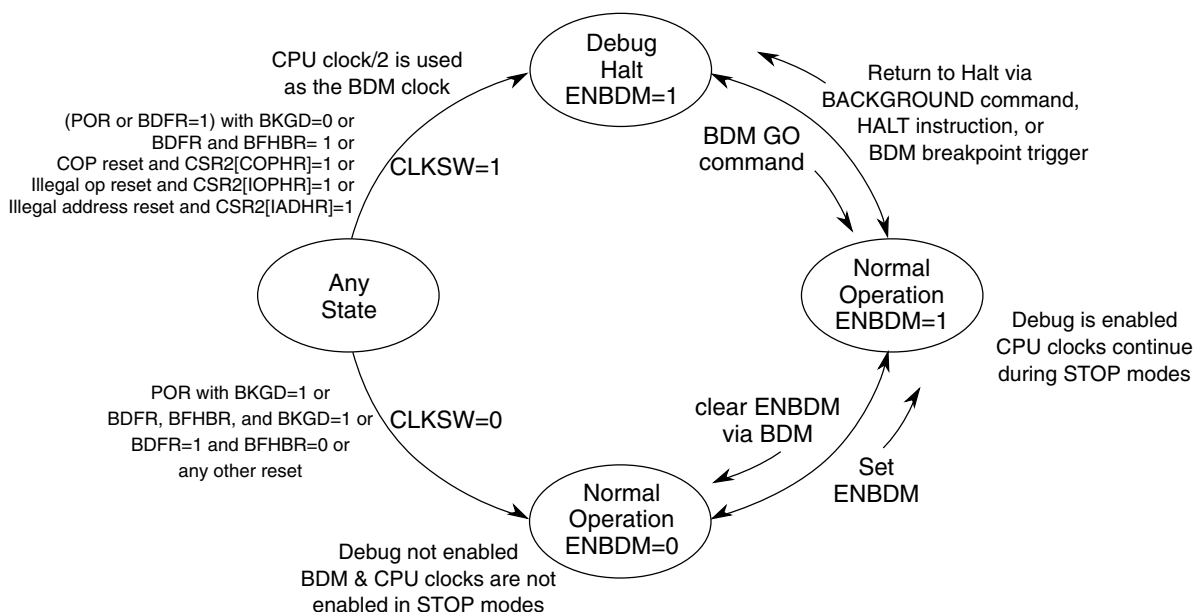 Debug
Halt
ENBDM=1
CPU clock/2 is used
as the BDM clock
(POR or BDFR=1) with BKGD=0 or
BDFR and BFHBR= 1 or
COP reset and CSR2[COPHR]=1 or
Illegal op reset and CSR2[IOPHR]=1 or
Illegal address reset and CSR2[IADHR]=1
CLKSW=1
Return to Halt via
BACKGROUND command,
HALT instruction, or
BDM breakpoint trigger
BDM GO
command
Any
State
Normal
Operation
ENBDM=1
Debug is enabled
CPU clocks continue
during STOP modes
POR with BKGD=1 or
BDFR, BFHBR, and BKGD=1 or
BDFR=1 and BFHBR=0 or
any other reset
CLKSW=0
clear ENBDM
via BDM
Set
ENBDM
Normal
Operation
ENBDM=0
Debug not enabled
BDM & CPU clocks are not
enabled in STOP modes